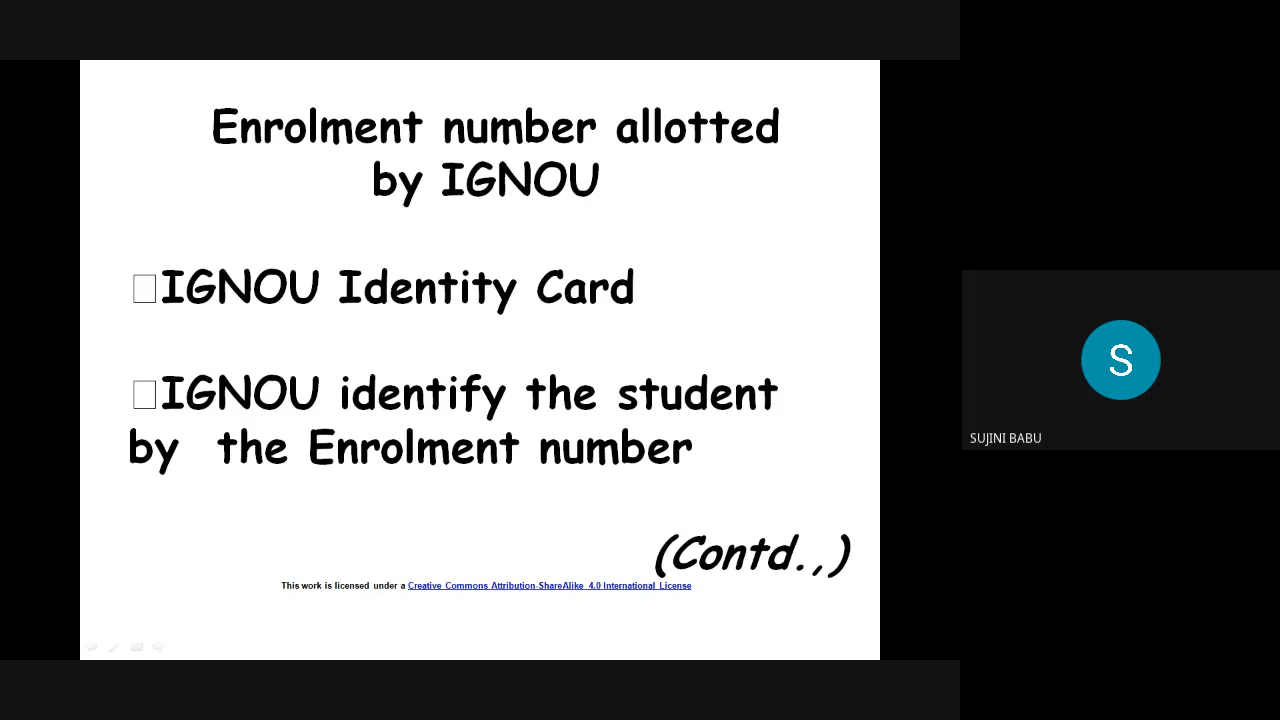 Enrolment number allotted
by IGNOU
IGNOU Identity Card
IGNOU identify the student
by the Enrolment number
(Contd.,)
This work is licensed under a Creative Commons Attribution-ShareAlike 4.0 International License
S
SUJINI BABU